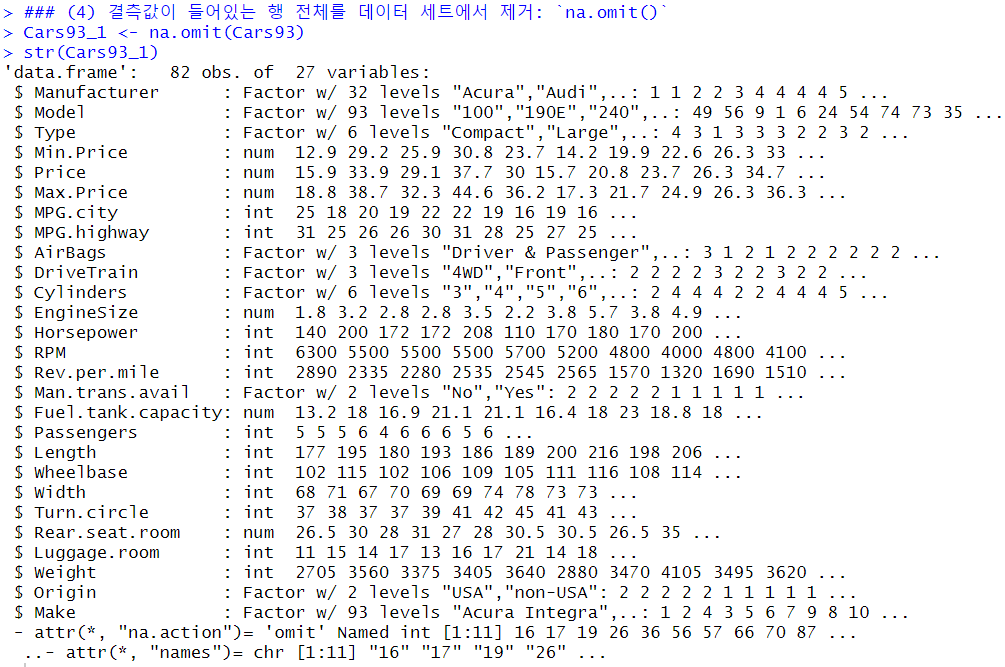 > ### (4) 결측값이 들어있는 행 전체를 데이터 세트에서 제거: `na.omit()`
> Cars93_1 <- na.omit(Cars93)
> str(Cars93_1)
'data.frame':   82 obs. of  27 variables:
 $ Manufacturer      : Factor w/ 32 levels "Acura","Audi",..: 1 1 2 2 3 4 4 4 4 5 ...
 $ Model             : Factor w/ 93 levels "100","190E","240",..: 49 56 9 1 6 24 54 74 73 35 ...
 $ Type              : Factor w/ 6 levels "Compact","Large",..: 4 3 1 3 3 3 2 2 3 2 ...
 $ Min.Price         : num  12.9 29.2 25.9 30.8 23.7 14.2 19.9 22.6 26.3 33 ...
 $ Price             : num  15.9 33.9 29.1 37.7 30 15.7 20.8 23.7 26.3 34.7 ...
 $ Max.Price         : num  18.8 38.7 32.3 44.6 36.2 17.3 21.7 24.9 26.3 36.3 ...
 $ MPG.city          : int  25 18 20 19 22 22 19 16 19 16 ...
 $ MPG.highway       : int  31 25 26 26 30 31 28 25 27 25 ...
 $ AirBags           : Factor w/ 3 levels "Driver & Passenger",..: 3 1 2 1 2 2 2 2 2 2 ...
 $ DriveTrain        : Factor w/ 3 levels "4WD","Front",..: 2 2 2 2 3 2 2 3 2 2 ...
 $ Cylinders         : Factor w/ 6 levels "3","4","5","6",..: 2 4 4 4 2 2 4 4 4 5 ...
 $ EngineSize        : num  1.8 3.2 2.8 2.8 3.5 2.2 3.8 5.7 3.8 4.9 ...
 $ Horsepower        : int  140 200 172 172 208 110 170 180 170 200 ...
 $ RPM               : int  6300 5500 5500 5500 5700 5200 4800 4000 4800 4100 ...
 $ Rev.per.mile      : int  2890 2335 2280 2535 2545 2565 1570 1320 1690 1510 ...
 $ Man.trans.avail   : Factor w/ 2 levels "No","Yes": 2 2 2 2 2 1 1 1 1 1 ...
 $ Fuel.tank.capacity: num  13.2 18 16.9 21.1 21.1 16.4 18 23 18.8 18 ...
 $ Passengers        : int  5 5 5 6 4 6 6 6 5 6 ...
 $ Length            : int  177 195 180 193 186 189 200 216 198 206 ...
 $ Wheelbase         : int  102 115 102 106 109 105 111 116 108 114 ...
 $ Width             : int  68 71 67 70 69 69 74 78 73 73 ...
 $ Turn.circle       : int  37 38 37 37 39 41 42 45 41 43 ...
 $ Rear.seat.room    : num  26.5 30 28 31 27 28 30.5 30.5 26.5 35 ...
 $ Luggage.room      : int  11 15 14 17 13 16 17 21 14 18 ...
 $ Weight            : int  2705 3560 3375 3405 3640 2880 3470 4105 3495 3620 ...
 $ Origin            : Factor w/ 2 levels "USA","non-USA": 2 2 2 2 2 1 1 1 1 1 ...
 $ Make              : Factor w/ 93 levels "Acura Integra",..: 1 2 4 3 5 6 7 9 8 10 ...
 - attr(*, "na.action")= 'omit' Named int [1:11] 16 17 19 26 36 56 57 66 70 87 ...
  ..- attr(*, "names")= chr [1:11] "16" "17" "19" "26" ...